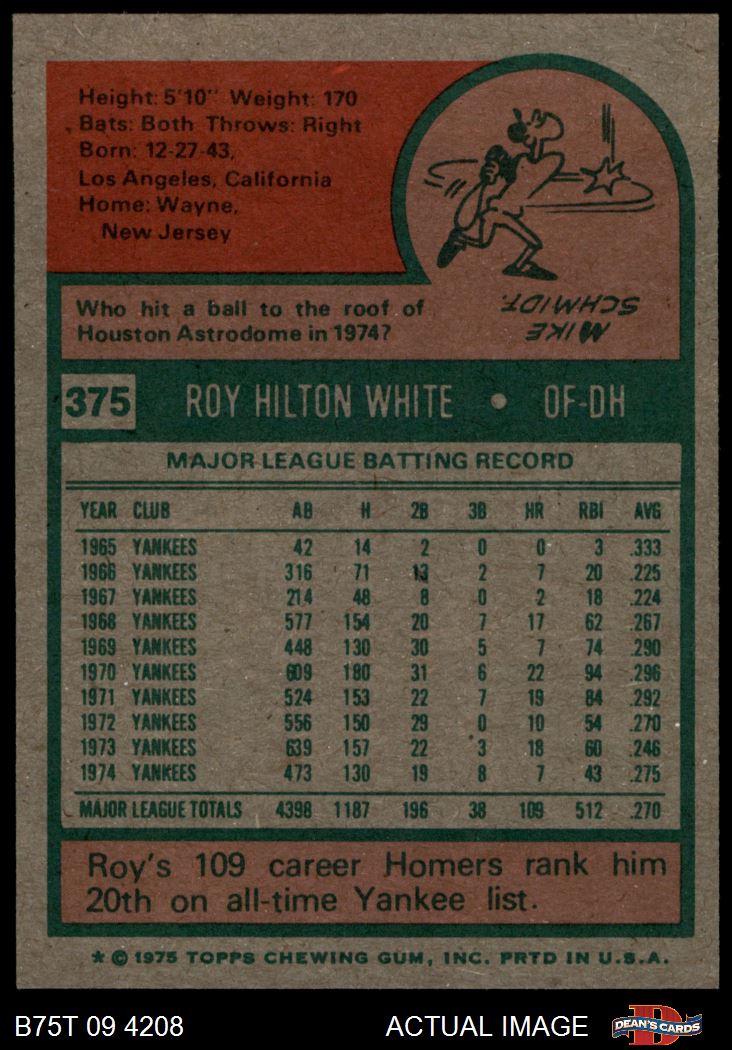 Height: 5'10" Weight: 170
Bats: Both Throws: Right
Born: 12-27-43,
Los Angeles, California
Home: Wayne,
New Jersey
Who hit a ball to the roof of
Houston Astrodome in 1974?
MIKE
SCHMIDT.
375 ROY HILTON WHITE • OF-DH
MAJOR LEAGUE BATTING RECORD
YEAR CLUB AB H 2B 3B HR RBI AVG
1965 YANKEES 42 14 2 0 0 3 .333
1966 YANKEES 316 71 13 2 7 20 .225
1967 YANKEES 214 48 8 0 2 18 .224
1968 YANKEES 577 154 20 7 17 62 .267
1969 YANKEES 448 130 30 5 7 74 .290
1970 YANKEES 609 180 31 6 22 94 .296
1971 YANKEES 524 153 22 7 19 84 .292
1972 YANKEES 556 150 29 0 10 54 .270
1973 YANKEES 639 157 22 3 18 60 .246
1974 YANKEES 473 130 19 8 7 43 .275
MAJOR LEAGUE TOTALS 4398 1187 196 38 109 512 .270
Roy's 109 career Homers rank him
20th on all-time Yankee list.
* © 1975 TOPPS CHEWING GUM, INC. PRTD IN U.S.A.
B75T 09 4208 ACTUAL IMAGE D DEAN'S CARDS